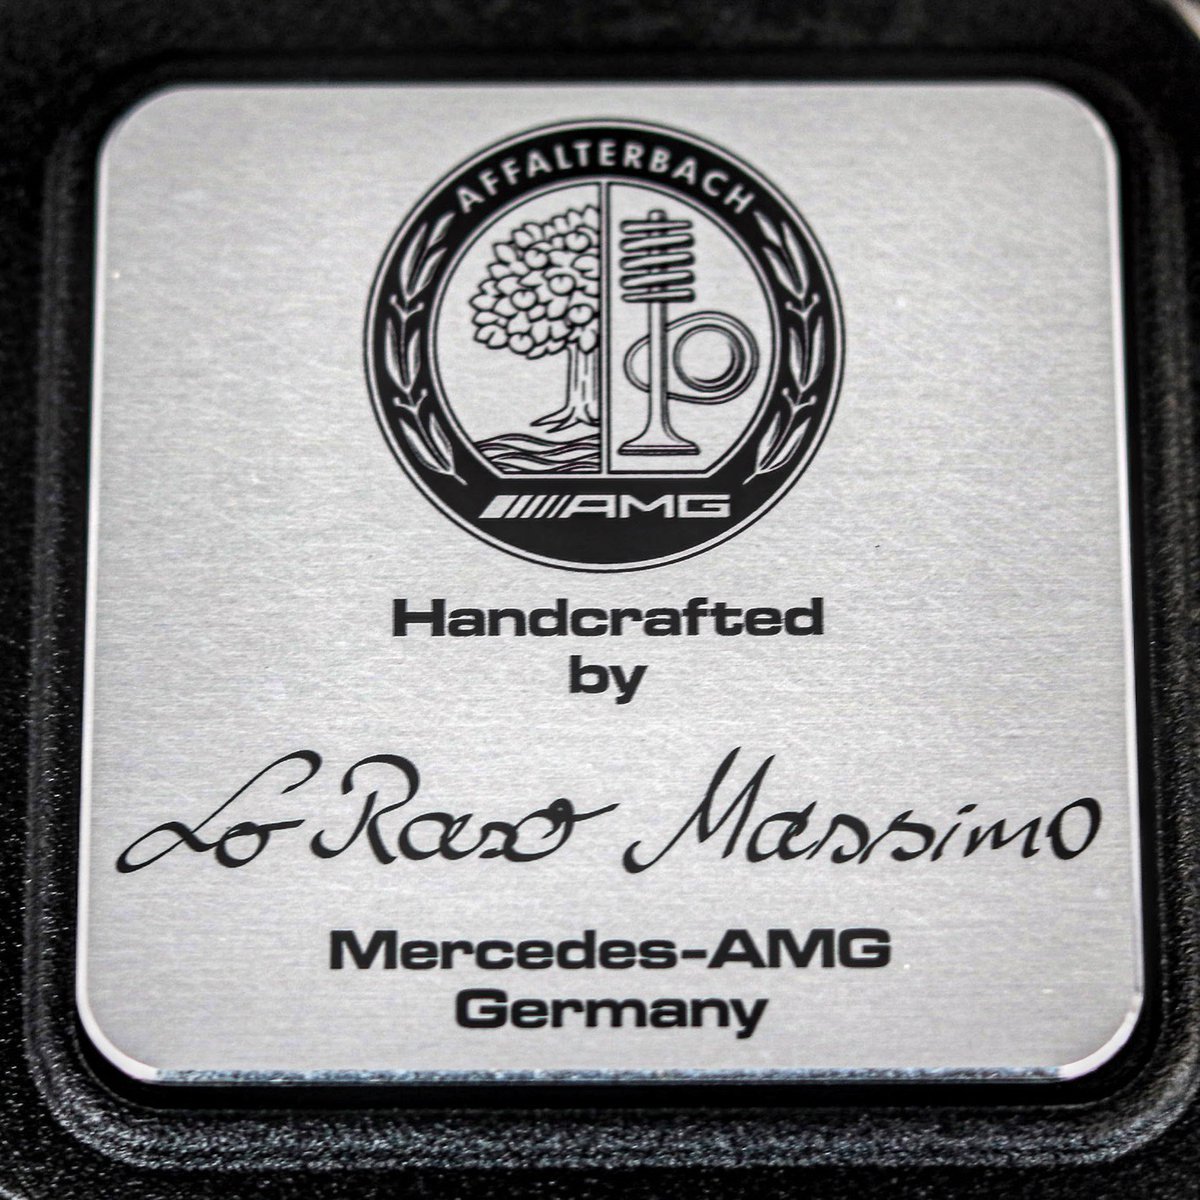 AFFALTERBACH
AMG
Handcrafted
by
Lo Raso Massimo
Mercedes-AMG
Germany